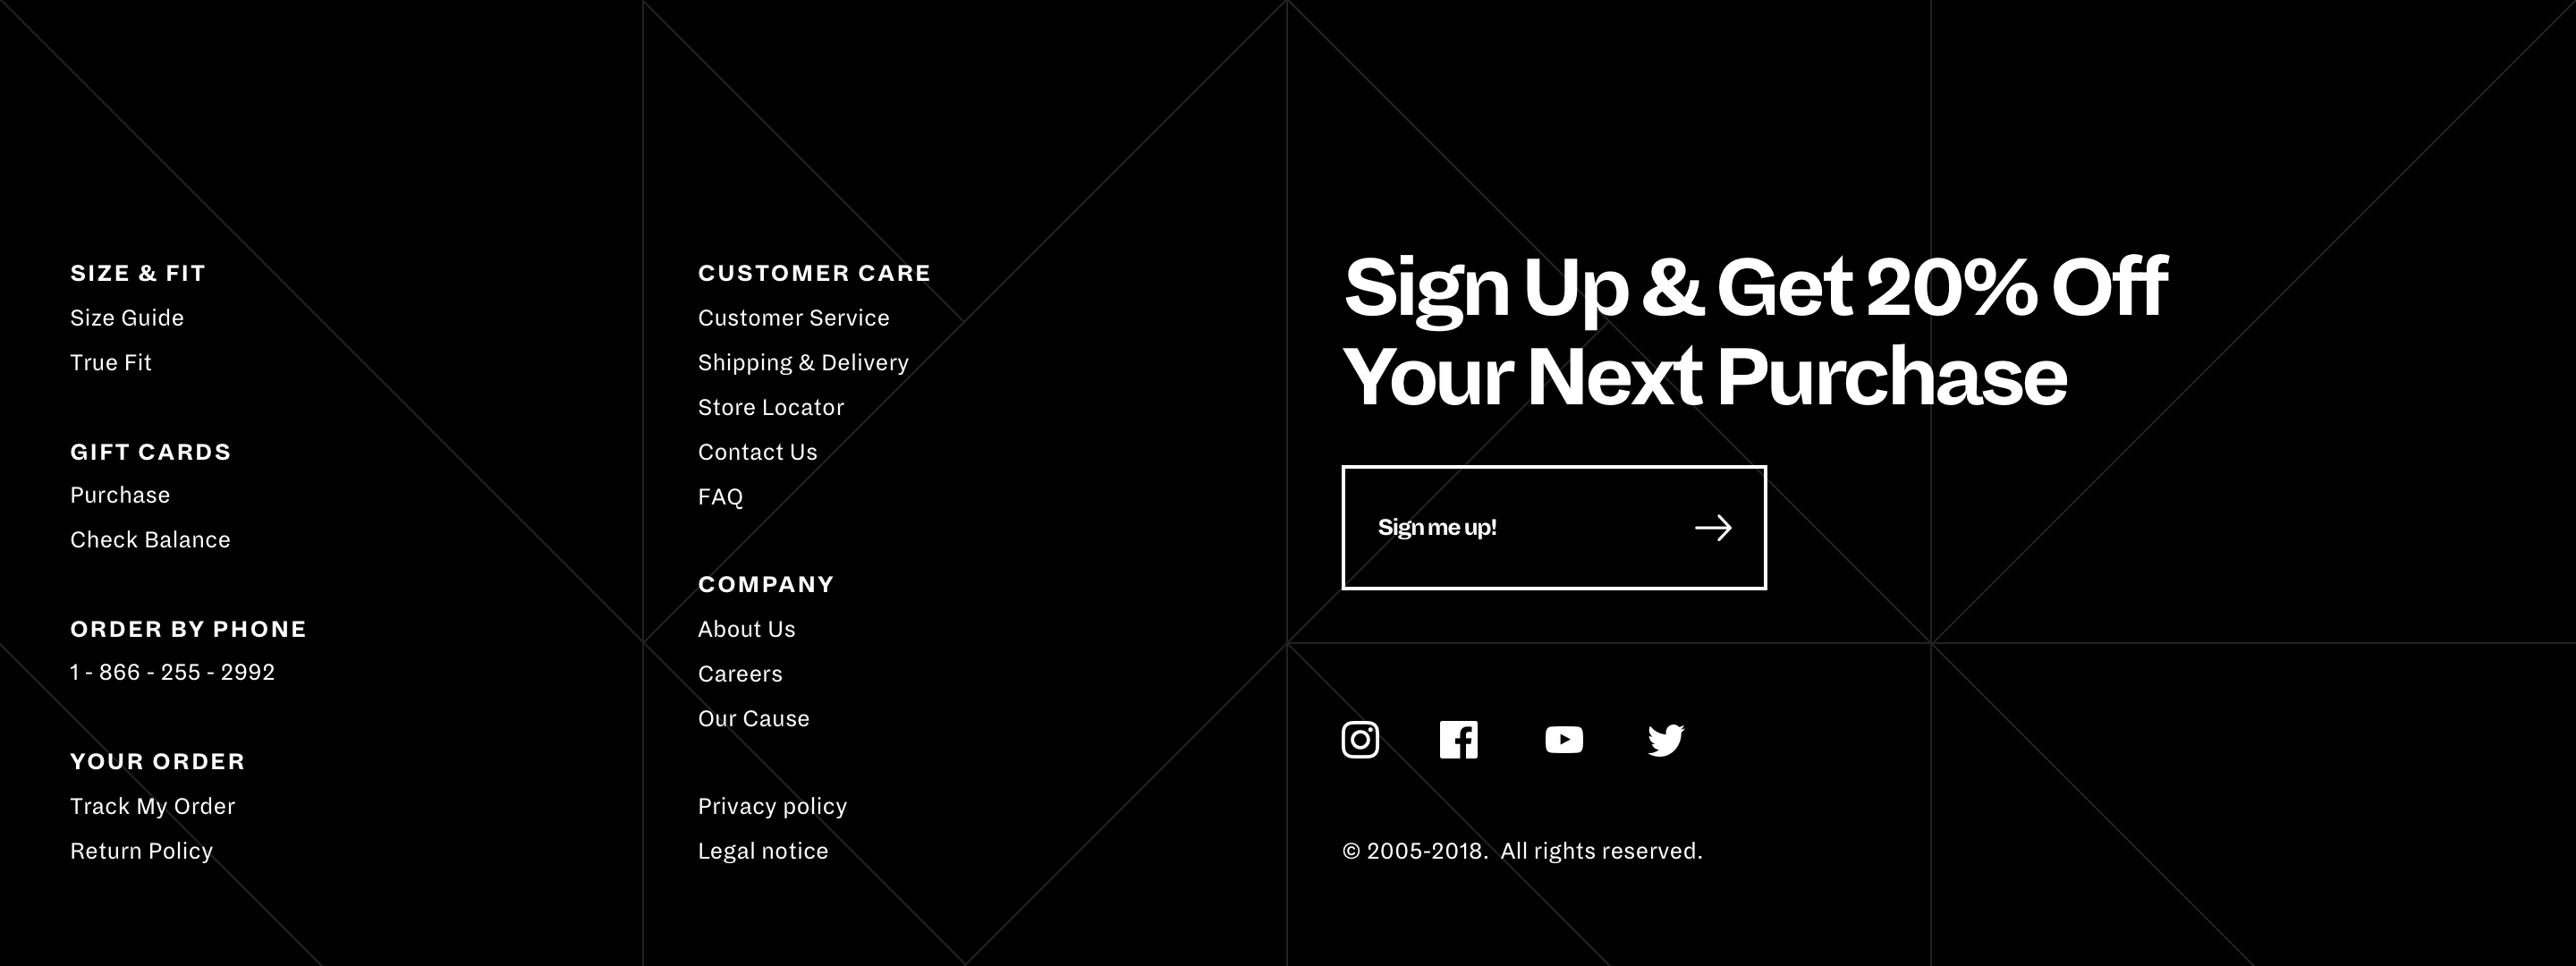 SIZE & FIT
Size Guide
True Fit
GIFT CARDS
Purchase
Check Balance
ORDER BY PHONE
1 - 866 - 255 - 2992
YOUR ORDER
Track My Order
Return Policy
CUSTOMER CARE
Customer Service
Shipping & Delivery
Store Locator
Contact Us
FAQ
COMPANY
About Us
Careers
Our Cause
Privacy policy
Legal notice
Sign Up & Get 20% Off
Your Next Purchase
Sign me up!
© 2005-2018. All rights reserved.